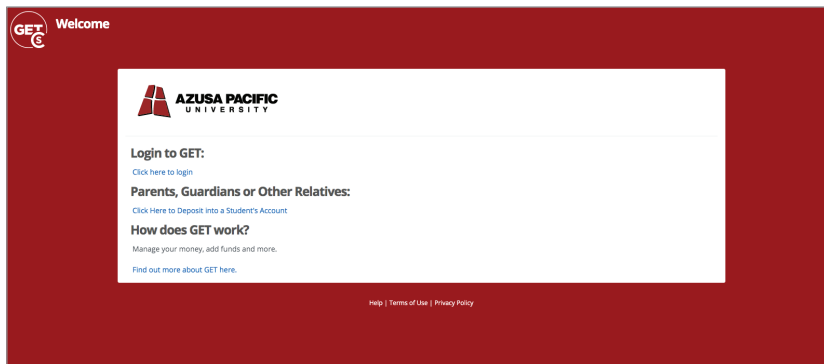 GET
CS
Welcome
AZUSA PACIFIC
UNIVERSITY
Login to GET:
Click here to login
Parents, Guardians or Other Relatives:
Click Here to Deposit into a Student's Account
How does GET work?
Manage your money, add funds and more.
Find out more about GET here.
Help | Terms of Use | Privacy Policy